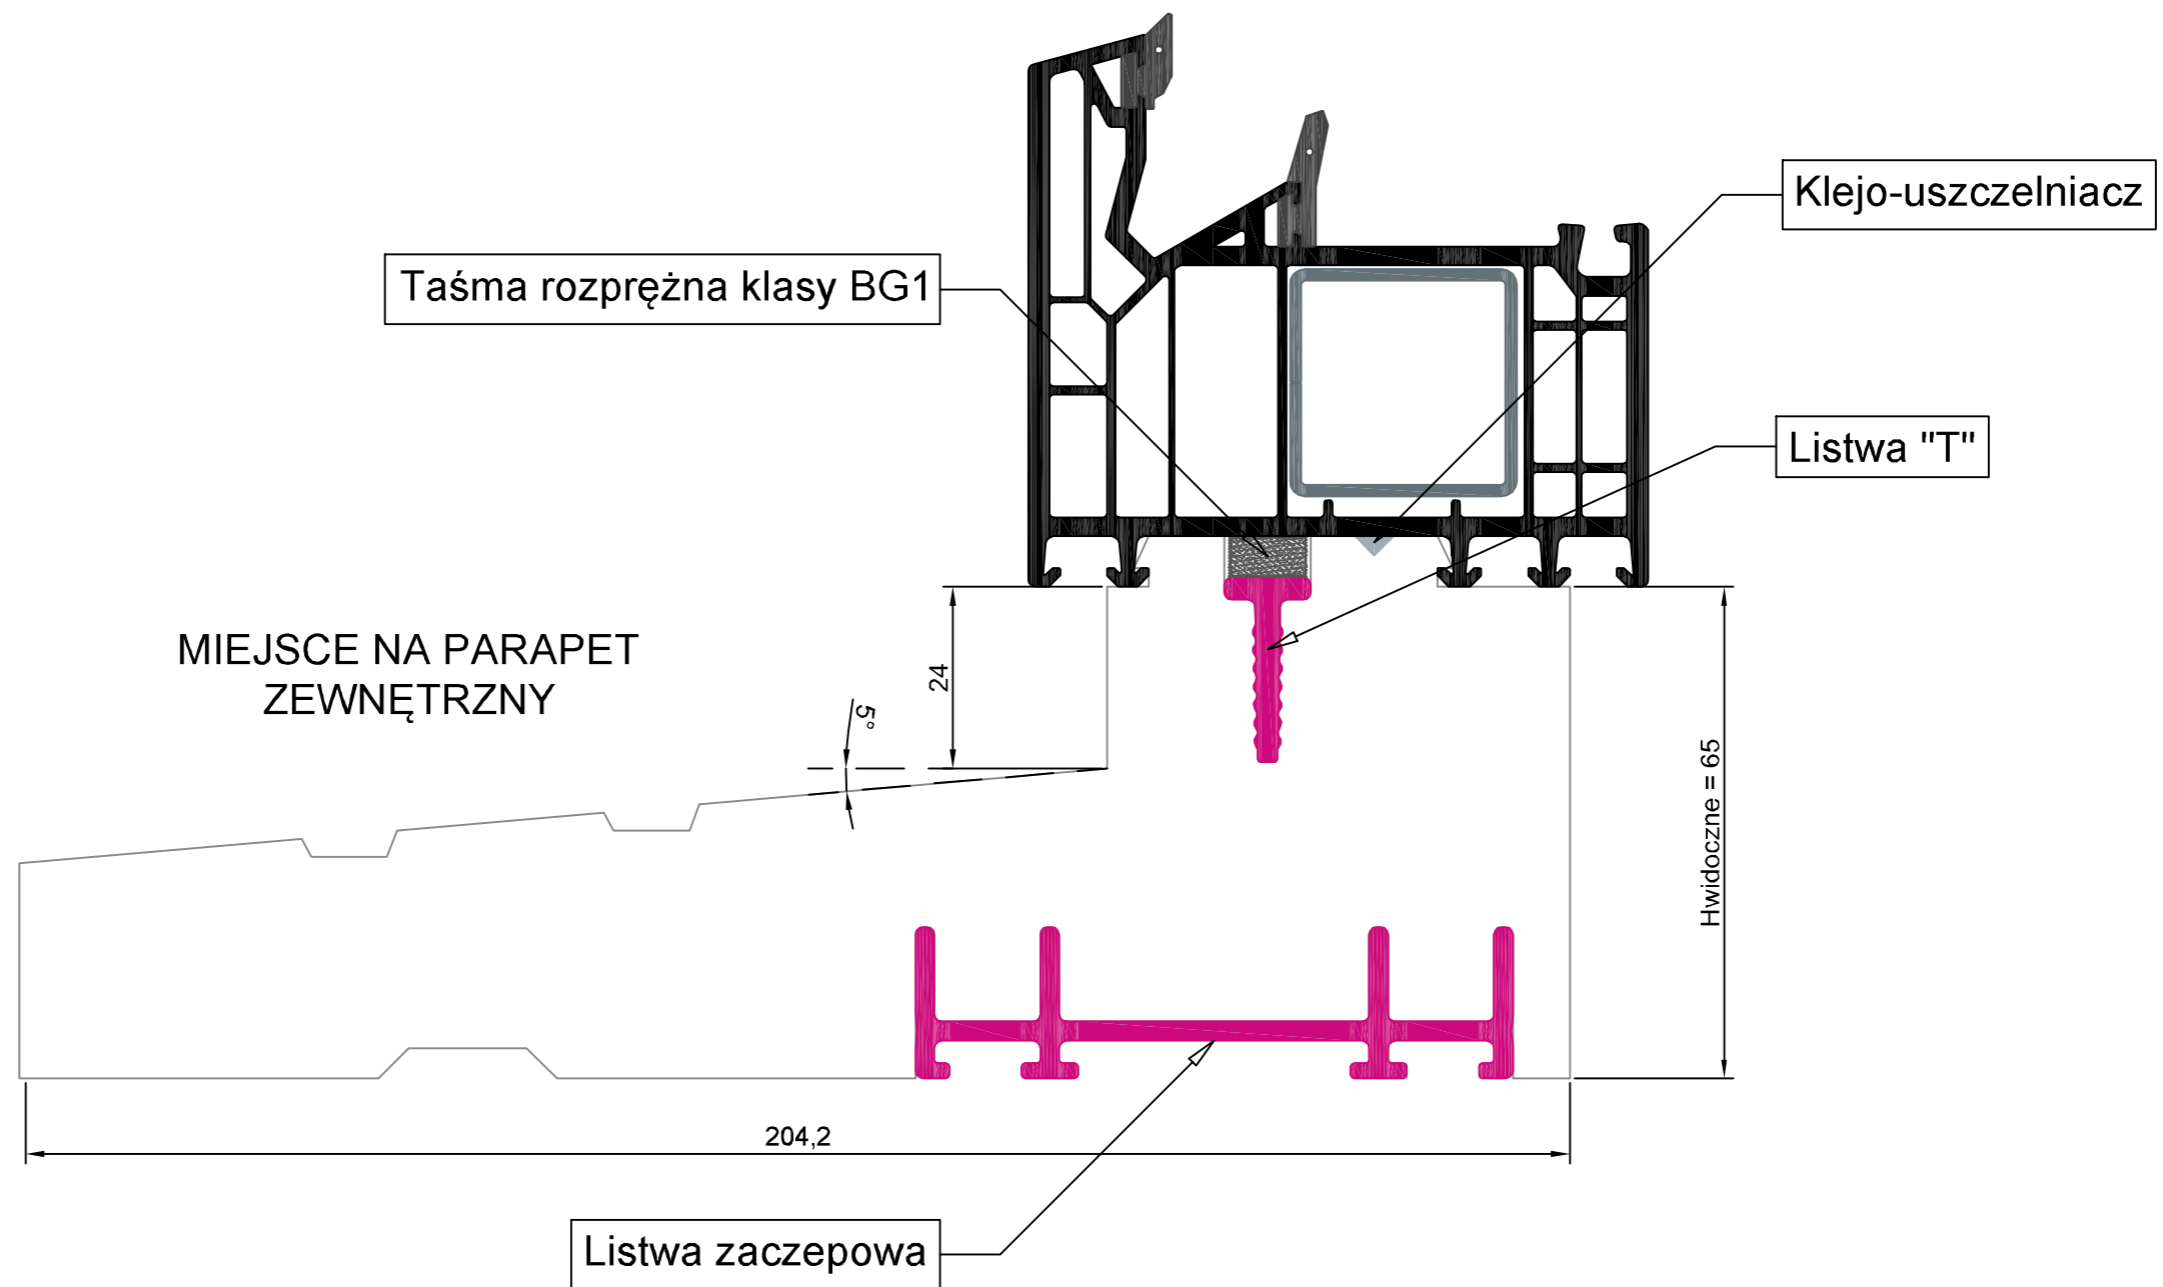 Klejo-uszczelniacz
Taśma rozprężna klasy BG1
Listwa "T"
MIEJSCE NA PARAPET
ZEWNĘTRZNY
24
5°
Hwidoczne = 65
204,2
Listwa zaczepowa